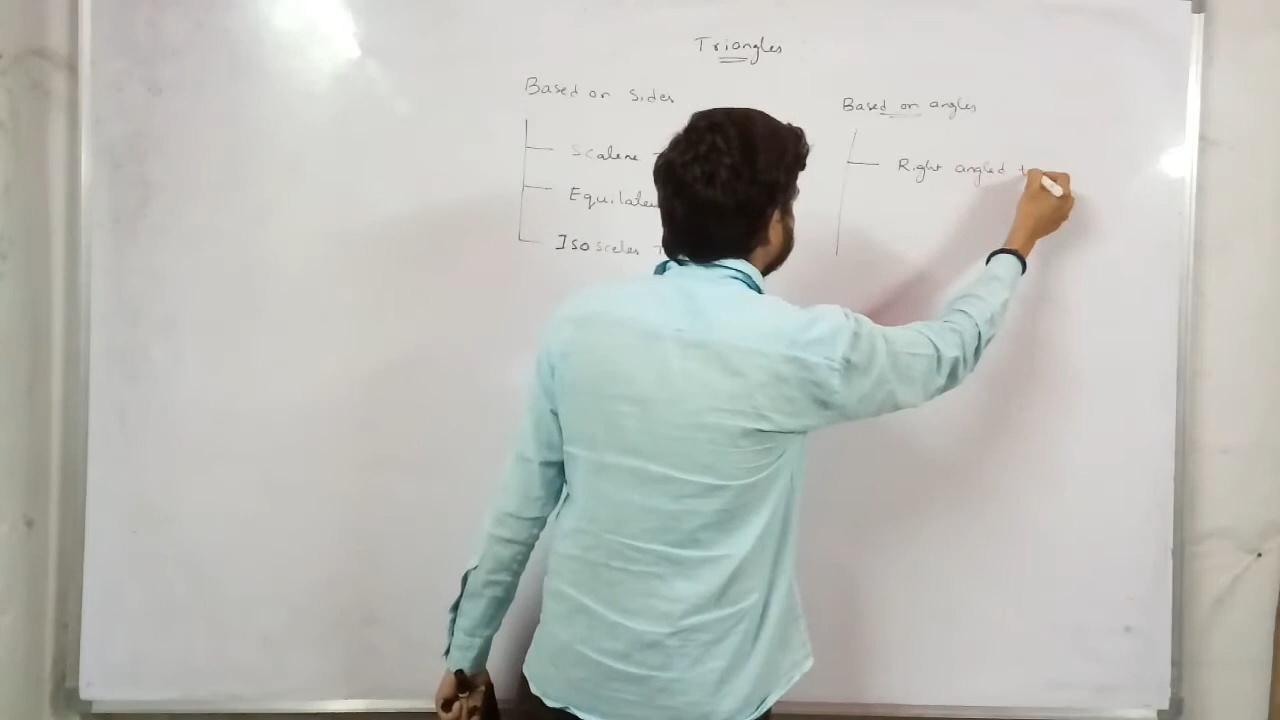 Triangles
Based on Sides
Scalene
Equilate
Isosceles T
Based on angles
Right angled t